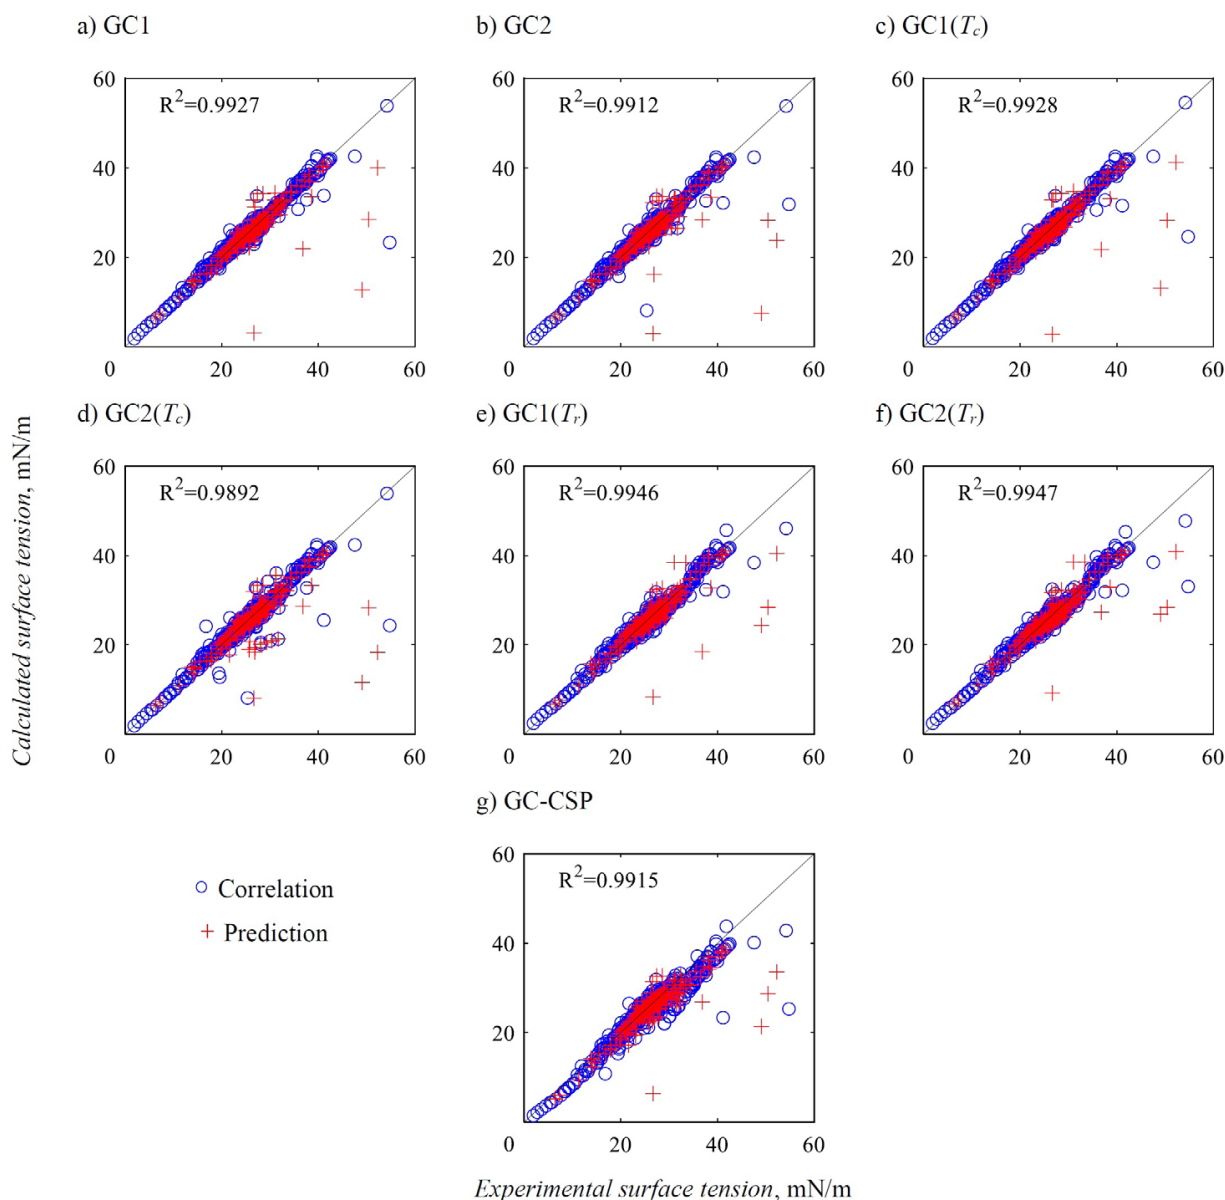 a) GC1
b) GC2
c) GC1(Tc)
60
R²=0.9927
40
20
0
20
40
60
60
R²=0.9912
40
20
0
20
40
60
60
R²=0.9928
40
20
0
20
40
60
d) GC2(Tc)
e) GC1(Tr)
f) GC2(Tr)
60
R²=0.9892
40
20
0
20
40
60
60
R²=0.9946
40
20
0
20
40
60
60
R²=0.9947
40
20
0
20
40
60
Calculated surface tension, mN/m
g) GC-CSP
60
R²=0.9915
40
20
0
20
40
60
Correlation
Prediction
Experimental surface tension, mN/m